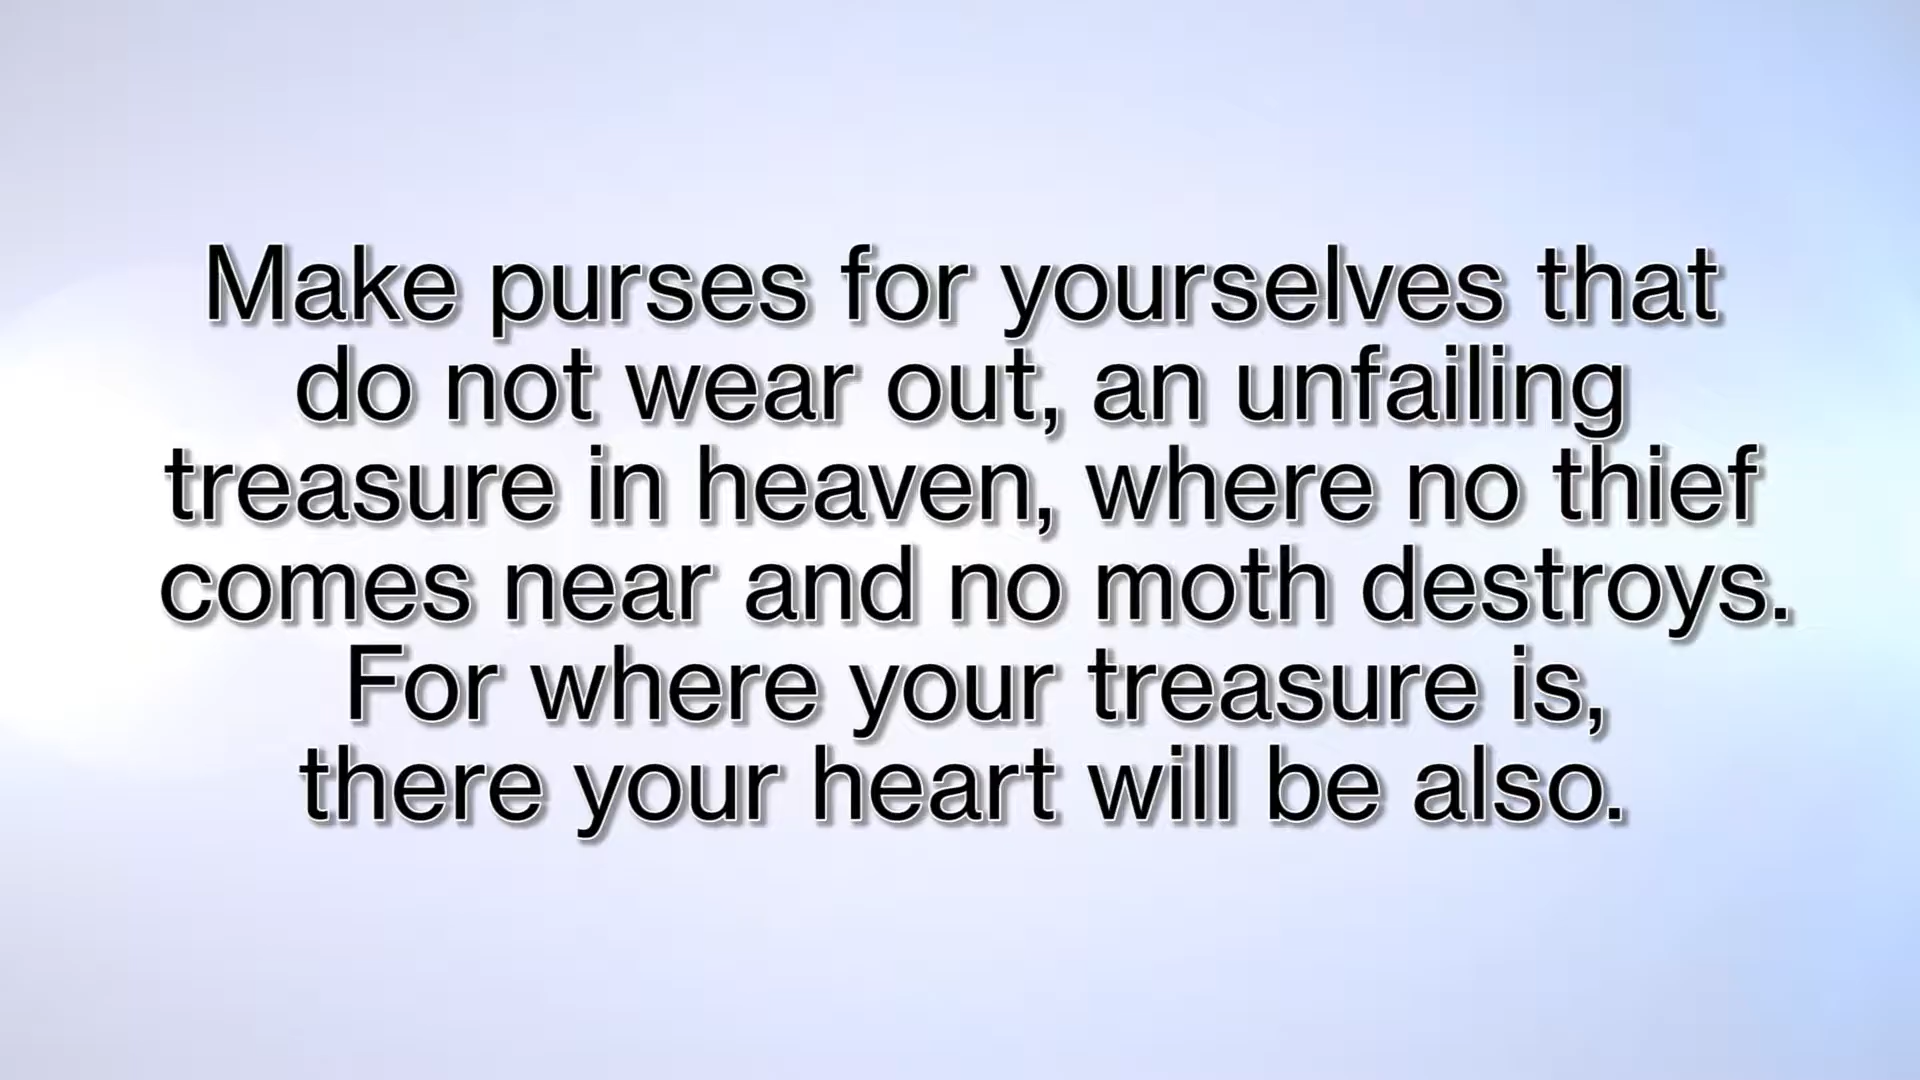 Make purses for yourselves that
do not wear out, an unfailing
treasure in heaven, where no thief
comes near and no moth destroys.
For where your treasure is,
there your heart will be also.